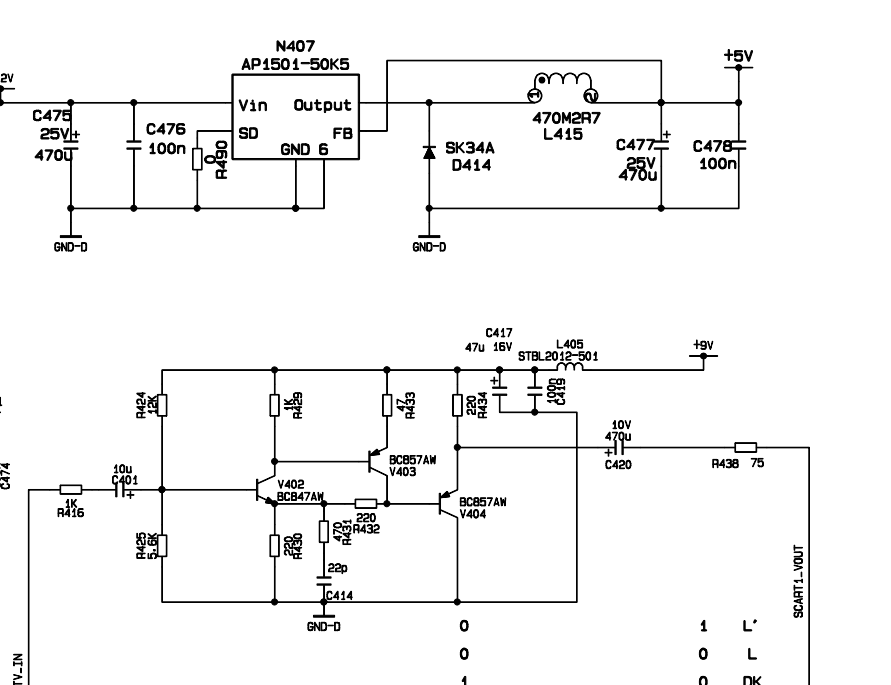 N407
AP1501-50K5
+5V
2V
Vin
Output
C475
25V
+
470u
C476
100n
SD
FB
0
R490
GND 6
1
2
470M2R7
L415
SK34A
D414
C477
+
25V
470u
C478
100n
GND-D
GND-D
C417
47u 16V
L405
STBL2012-501
+9V
R424
12K
1K
R429
47
R433
220
R434
+
100n
C419
10V
470u
+
C420
R438 75
C474
10u
C401
+
1K
R416
V402
BC847AW
BC857AW
V403
220
R432
BC857AW
V404
R425
5.6K
220
R430
470
R431
22p
C414
GND-D
SCART1_VOUT
TV_IN
0 1 L'
0 0 L
1 0 DK